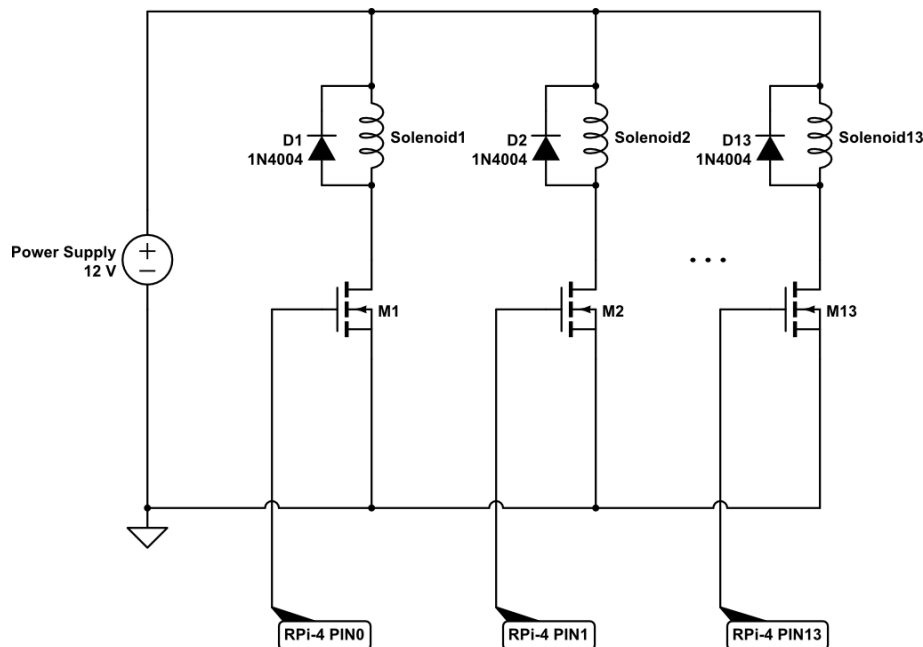 D1
1N4004
Solenoid1
D2
1N4004
Solenoid2
D13
1N4004
Solenoid13
Power Supply
12 V
+
−
...
M1
M2
M13
RPi-4 PIN0
RPi-4 PIN1
RPi-4 PIN13